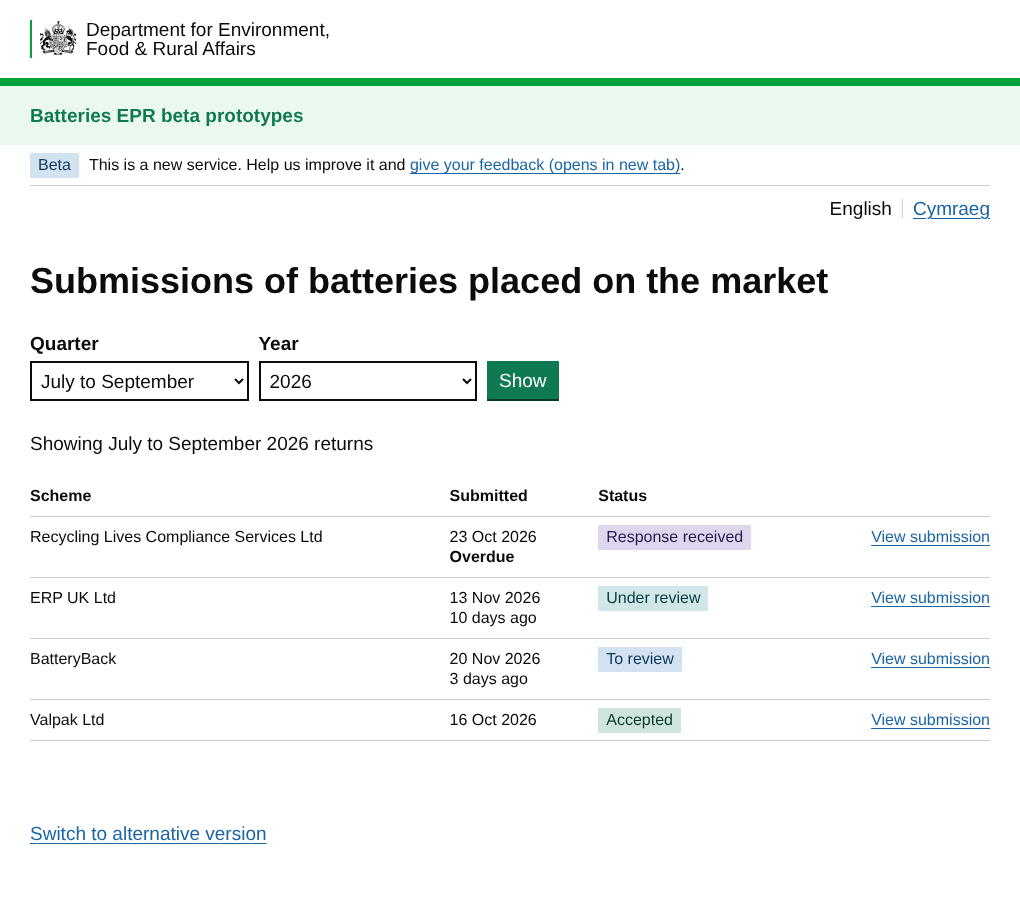 Department for Environment,
Food & Rural Affairs
Batteries EPR beta prototypes
Beta This is a new service. Help us improve it and give your feedback (opens in new tab).
English Cymraeg
Submissions of batteries placed on the market
Quarter Year
July to September 2026 Show
Showing July to September 2026 returns
Scheme Submitted Status
Recycling Lives Compliance Services Ltd 23 Oct 2026 Response received View submission
Overdue
ERP UK Ltd 13 Nov 2026 Under review View submission
10 days ago
BatteryBack 20 Nov 2026 To review View submission
3 days ago
Valpak Ltd 16 Oct 2026 Accepted View submission
Switch to alternative version